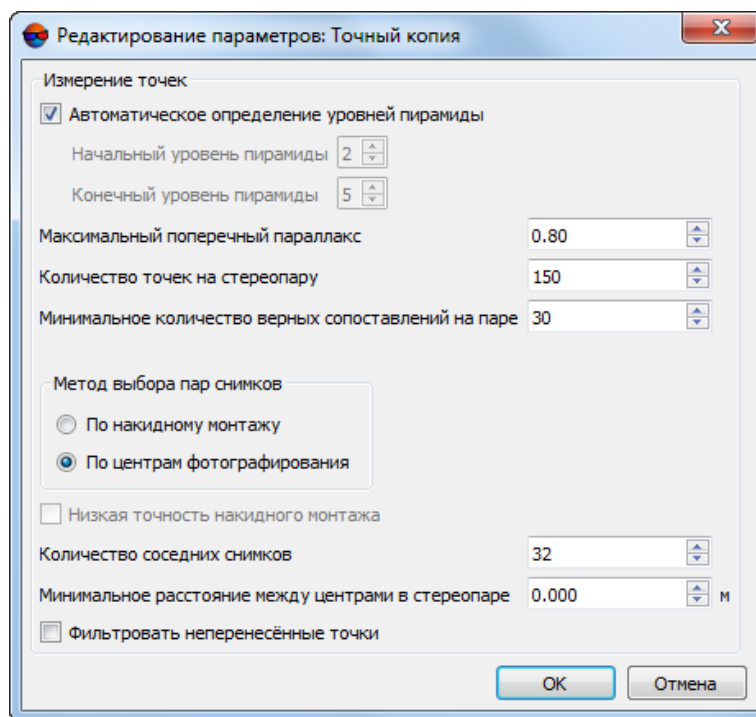 Редактирование параметров: Точный копия
Измерение точек
Автоматическое определение уровней пирамиды
Начальный уровень пирамиды 2
Конечный уровень пирамиды 5
Максимальный поперечный параллакс 0.80
Количество точек на стереопару 150
Минимальное количество верных сопоставлений на паре 30
Метод выбора пар снимков
По накидному монтажу
По центрам фотографирования
Низкая точность накидного монтажа
Количество соседних снимков 32
Минимальное расстояние между центрами в стереопаре 0.000 м
Фильтровать неперенесённые точки
OK Отмена